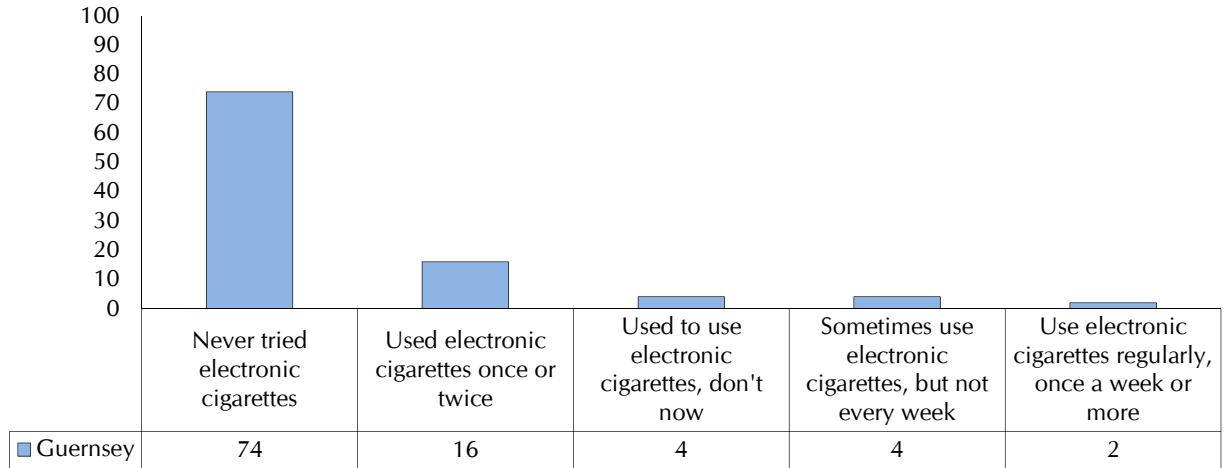 100
90
80
70
60
50
40
30
20
10
0
Never tried
electronic
cigarettes
Used electronic
cigarettes once or
twice
Used to use
electronic
cigarettes, don't
now
Sometimes use
electronic
cigarettes, but not
every week
Use electronic
cigarettes regularly,
once a week or
more
Guernsey 74 16 4 4 2